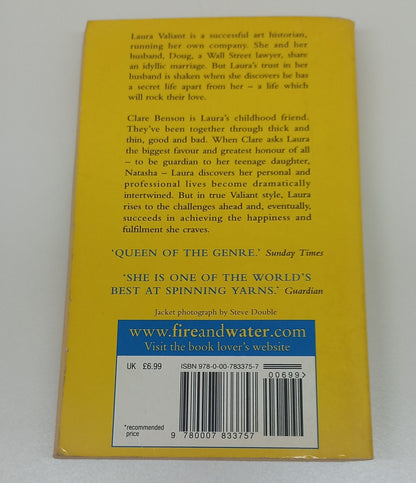 Laura Valiant is a successful art historian,
running her own company. She and her
husband, Doug, a Wall Street lawyer, share
an idyllic marriage. But Laura's trust in her
husband is shaken when she discovers he has
a secret life apart from her – a life which
will rock their love.
Clare Benson is Laura's childhood friend.
They've been together through thick and
thin, good and bad. When Clare asks Laura
the biggest favour and greatest honour of all
– to be guardian to her teenage daughter,
Natasha – Laura discovers her personal and
professional lives become dramatically
intertwined. But in true Valiant style, Laura
rises to the challenges ahead and, eventually,
succeeds in achieving the happiness and
fulfilment she craves.
'QUEEN OF THE GENRE.' Sunday Times
'SHE IS ONE OF THE WORLD'S
BEST AT SPINNING YARNS.' Guardian
Jacket photograph by Steve Double
www.fireandwater.com
Visit the book lover's website
UK £6.99
ISBN 978-0-00-783375-7
00699>
*recommended
price
9 780007 833757